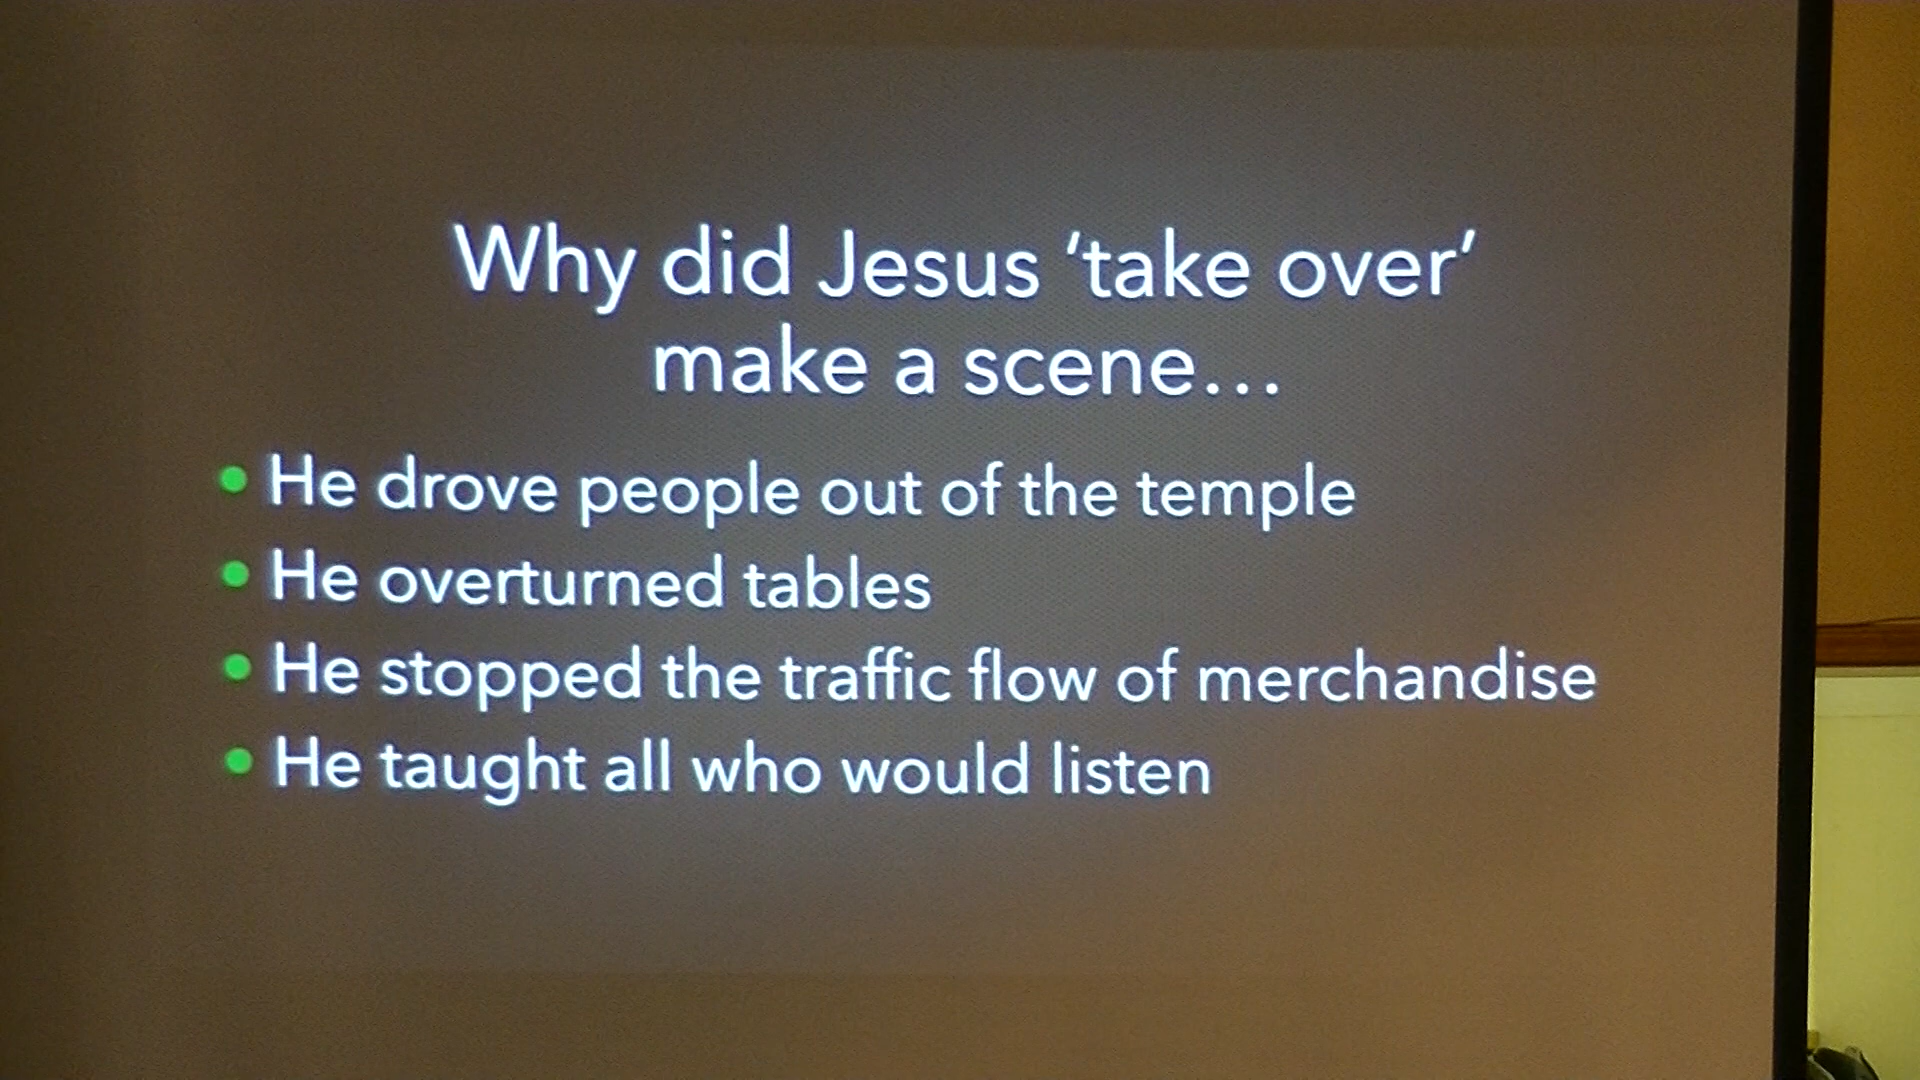 Why did Jesus ‘take over’
make a scene…
• He drove people out of the temple
• He overturned tables
• He stopped the traffic flow of merchandise
• He taught all who would listen